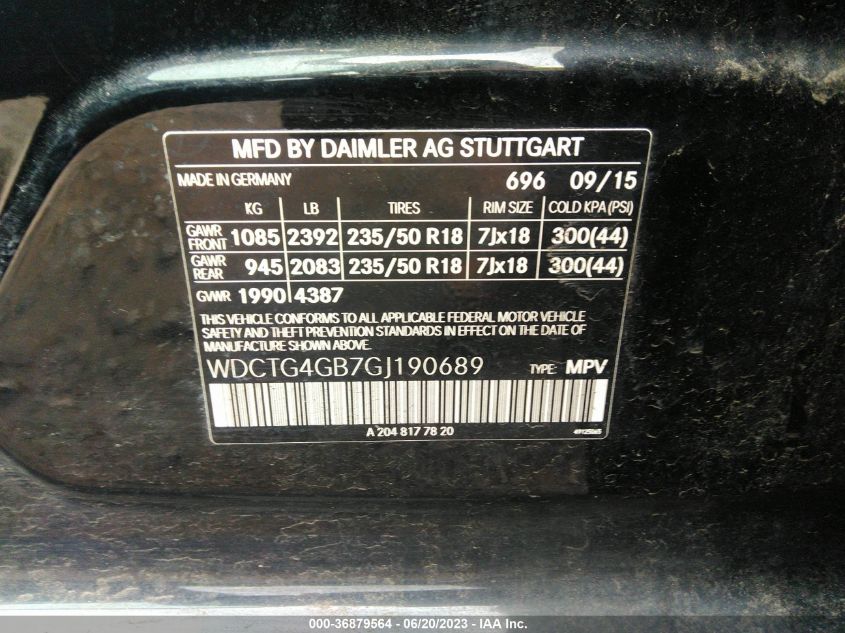 MFD BY DAIMLER AG STUTTGART
MADE IN GERMANY 696 09/15
KG LB TIRES RIM SIZE COLD KPA (PSI)
GAWR FRONT 1085 2392 235/50 R18 7Jx18 300(44)
GAWR REAR 945 2083 235/50 R18 7Jx18 300(44)
GVWR 1990 4387
THIS VEHICLE CONFORMS TO ALL APPLICABLE FEDERAL MOTOR VEHICLE
SAFETY AND THEFT PREVENTION STANDARDS IN EFFECT ON THE DATE OF
MANUFACTURE SHOWN ABOVE.
WDCTG4GB7GJ190689 TYPE: MPV
A 204 817 78 20
000-36879564 / 06/20/2023 - IAA Inc.